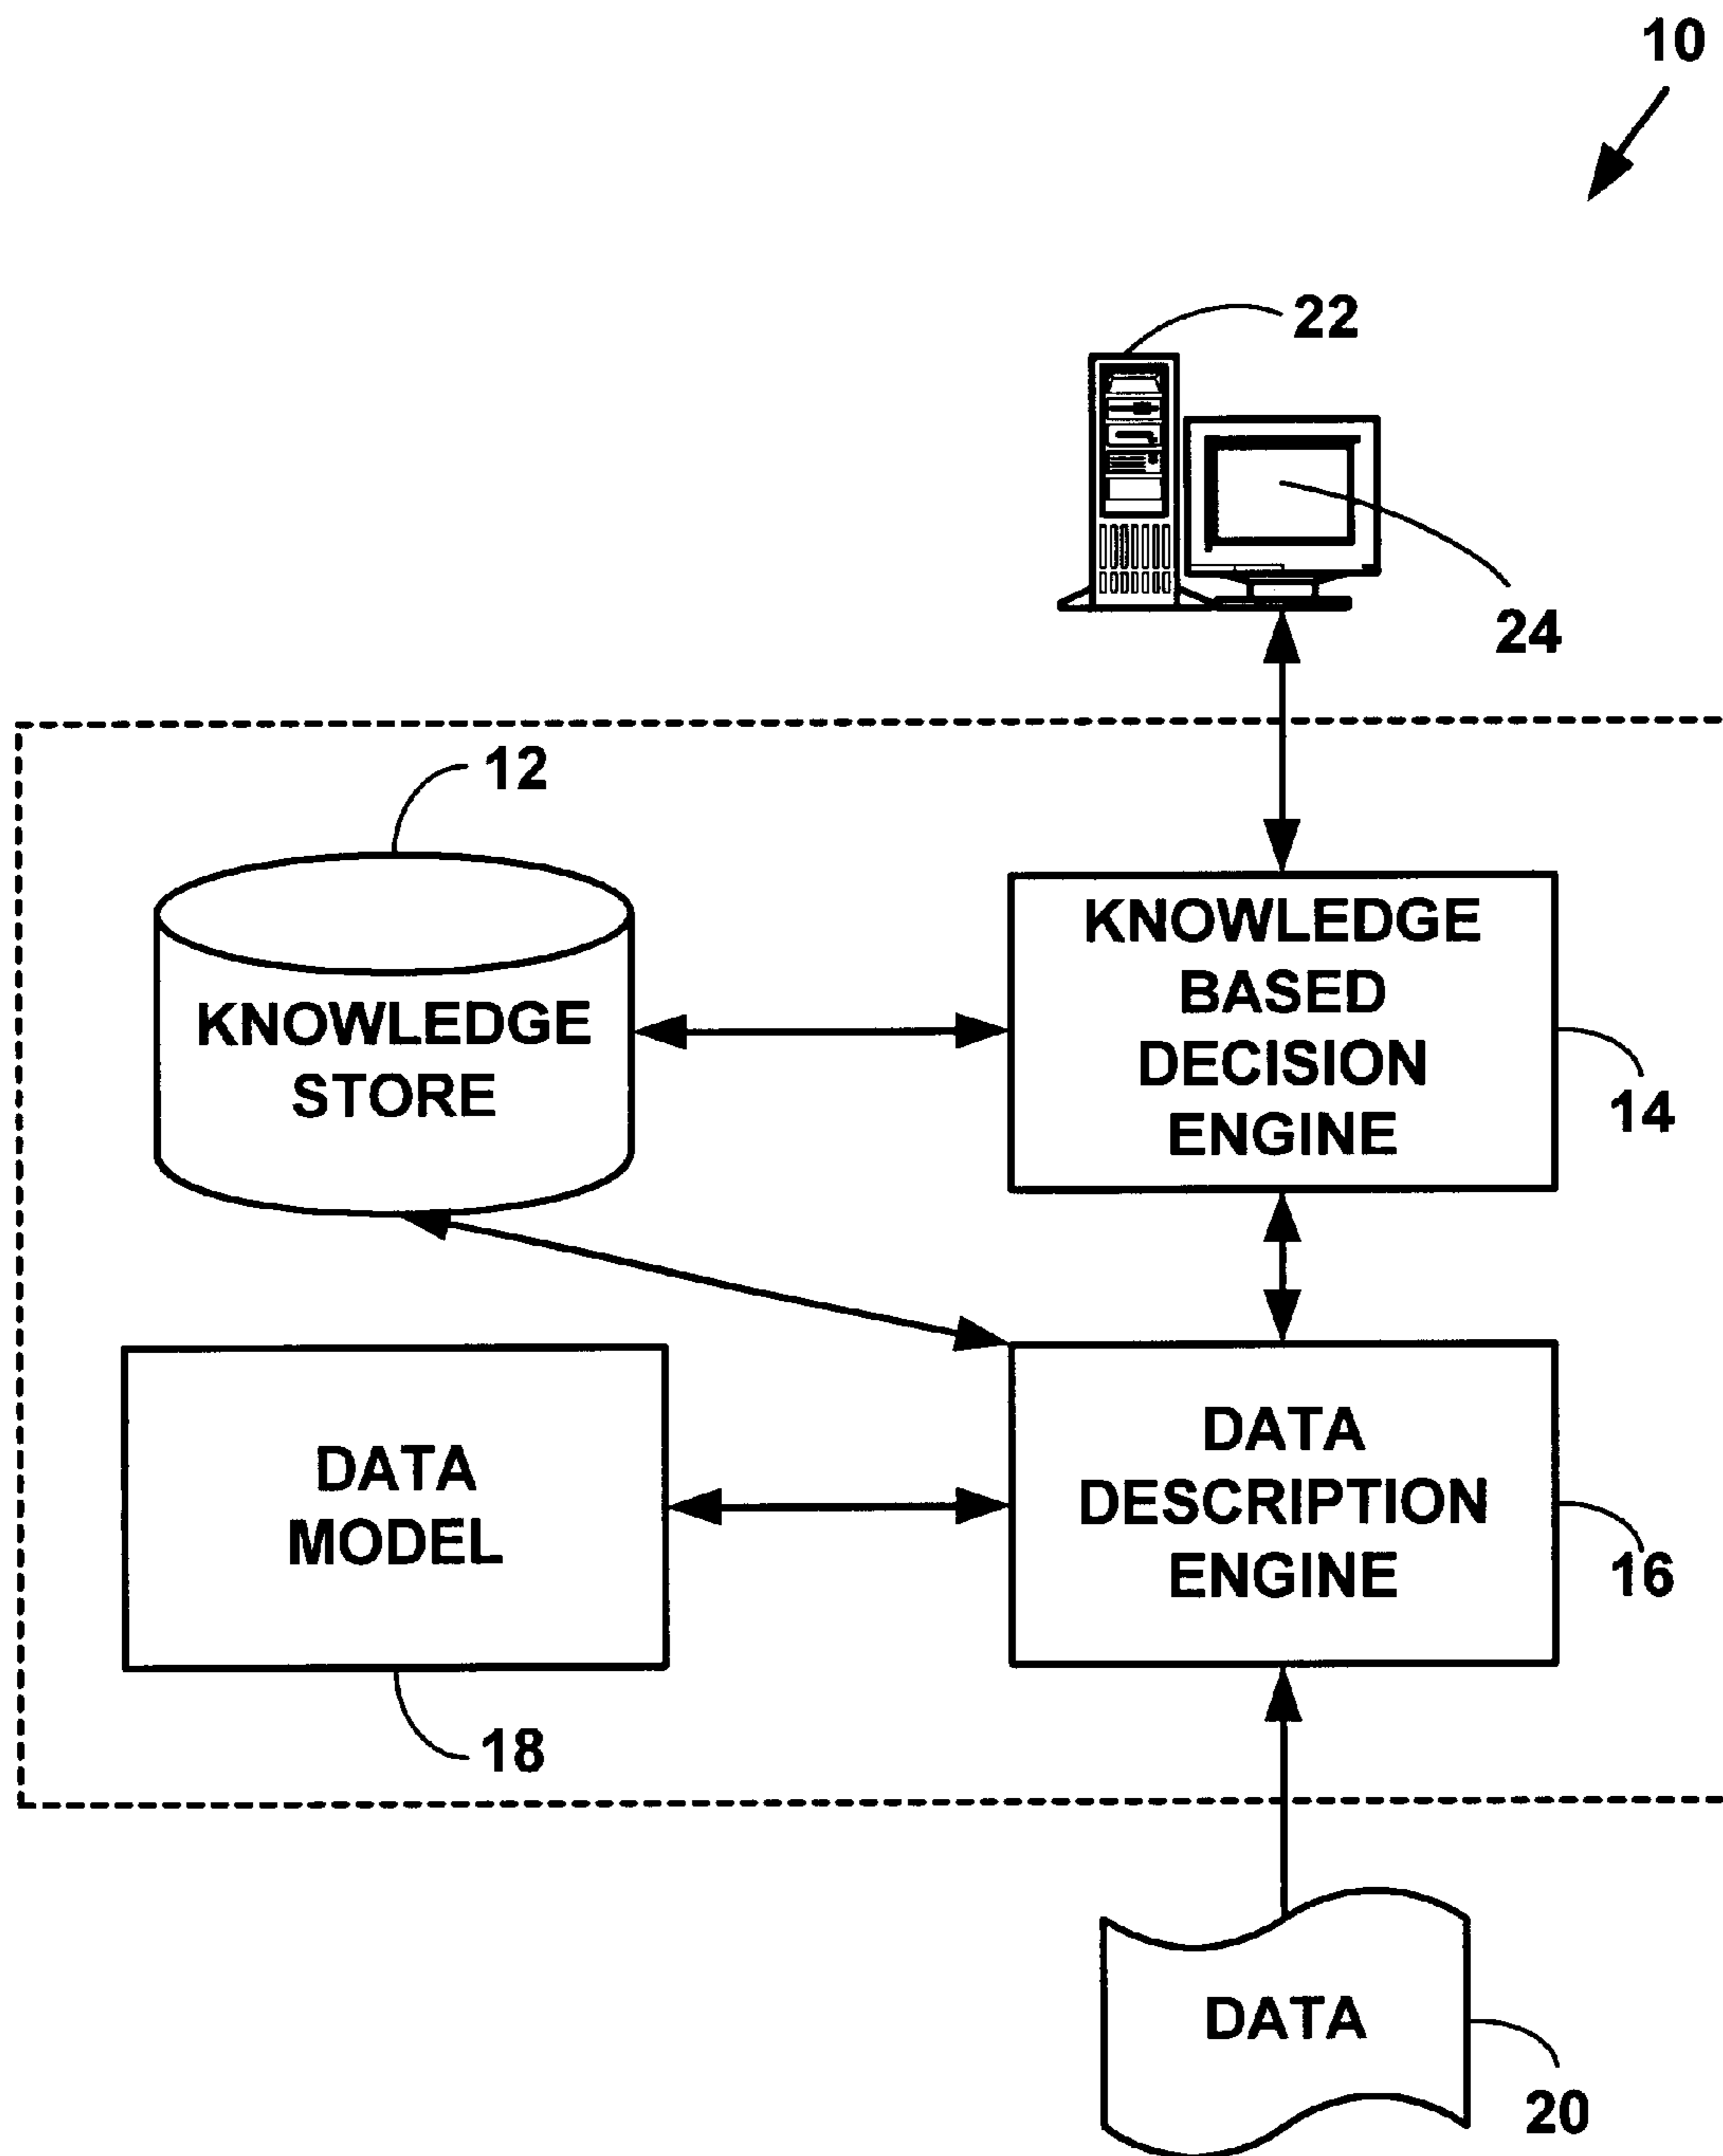 10
22
24
12
KNOWLEDGE
STORE
KNOWLEDGE
BASED
DECISION
ENGINE
14
DATA
MODEL
18
DATA
DESCRIPTION
ENGINE
16
DATA
20